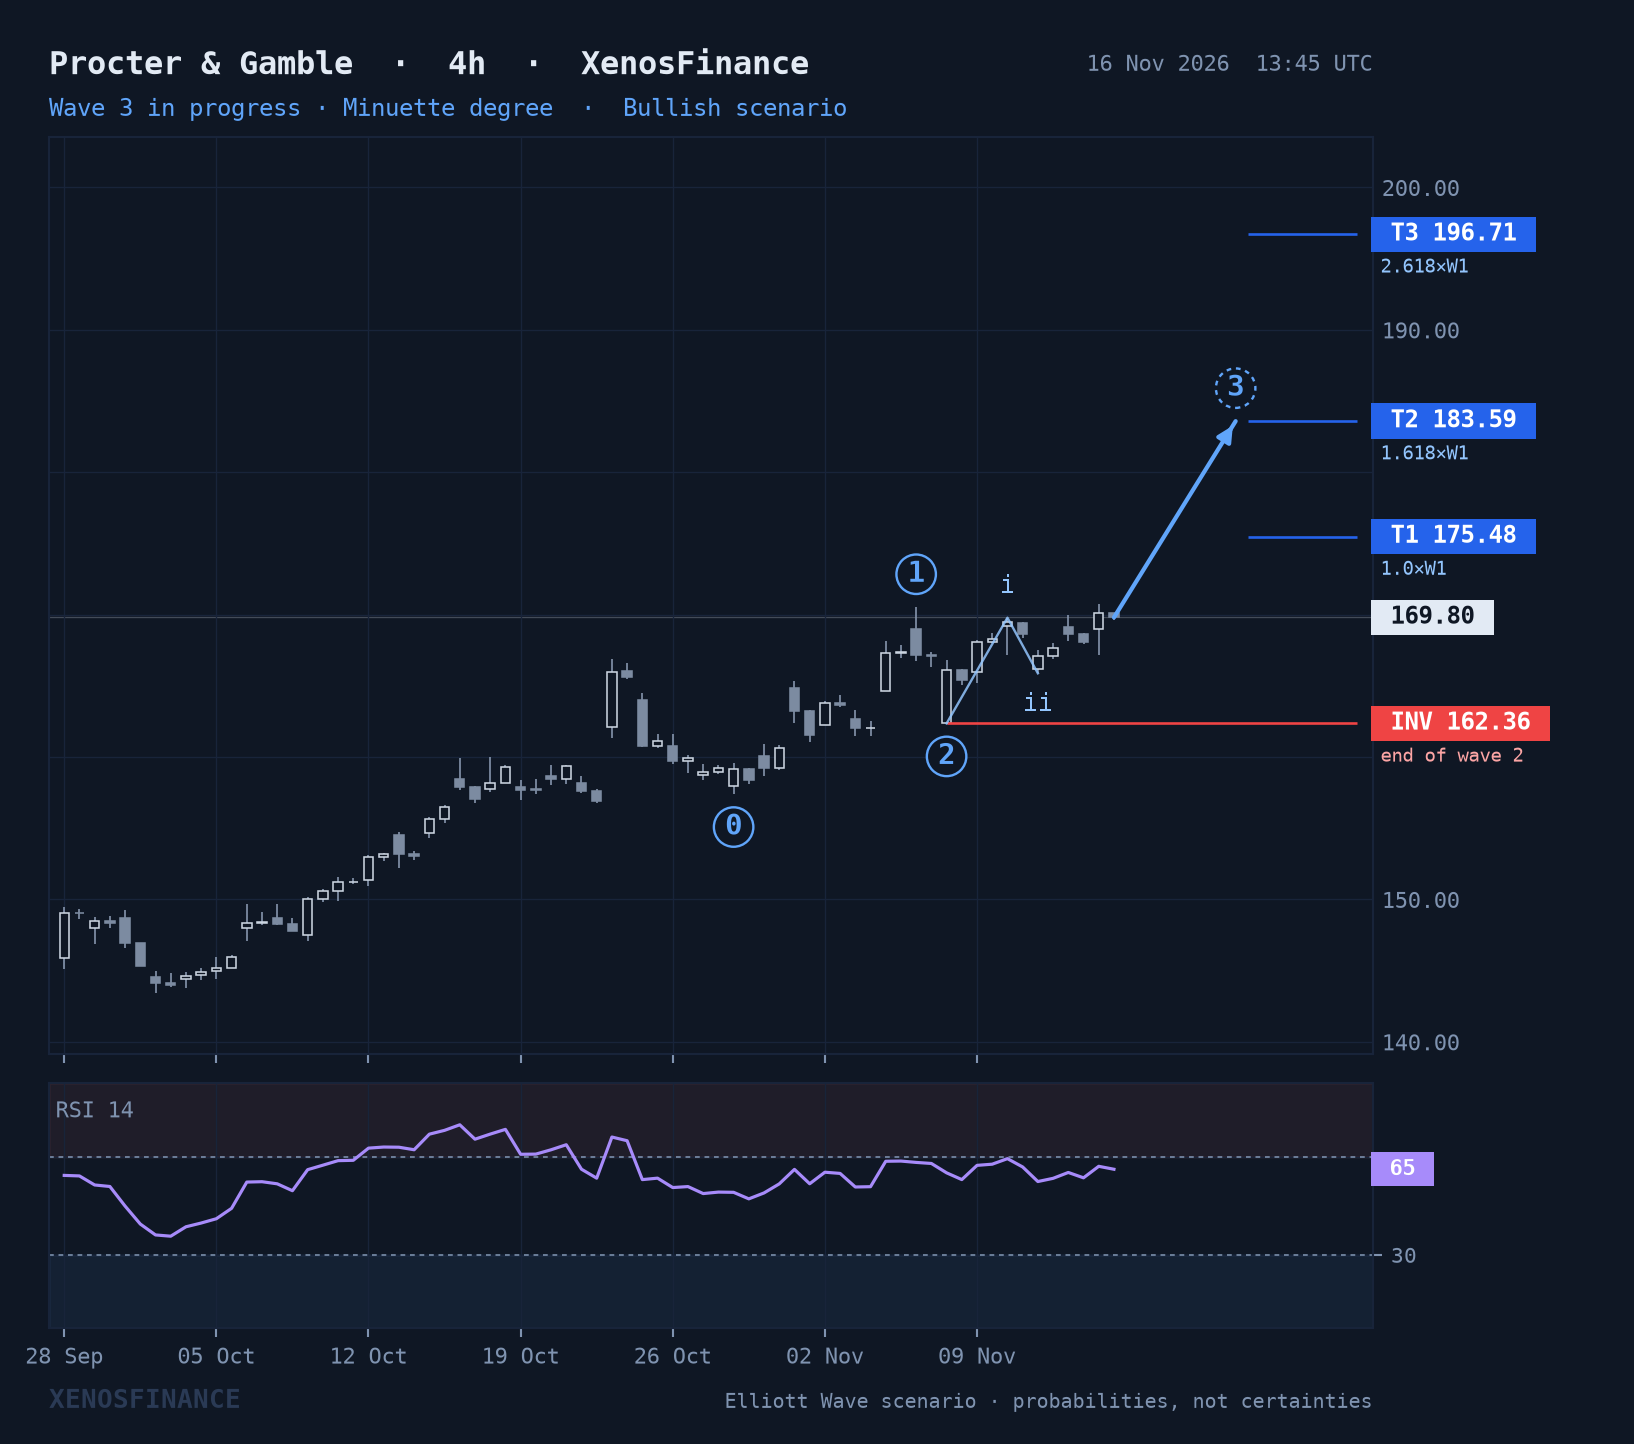 Procter & Gamble · 4h · XenosFinance
16 Nov 2026 13:45 UTC
Wave 3 in progress · Minuette degree · Bullish scenario
200.00
T3 196.71
2.618×W1
190.00
3
T2 183.59
1.618×W1
T1 175.48
1.0×W1
1
i
169.80
ii
INV 162.36
end of wave 2
2
0
150.00
140.00
RSI 14
65
30
28 Sep
05 Oct
12 Oct
19 Oct
26 Oct
02 Nov
09 Nov
XENOSFINANCE
Elliott Wave scenario · probabilities, not certainties